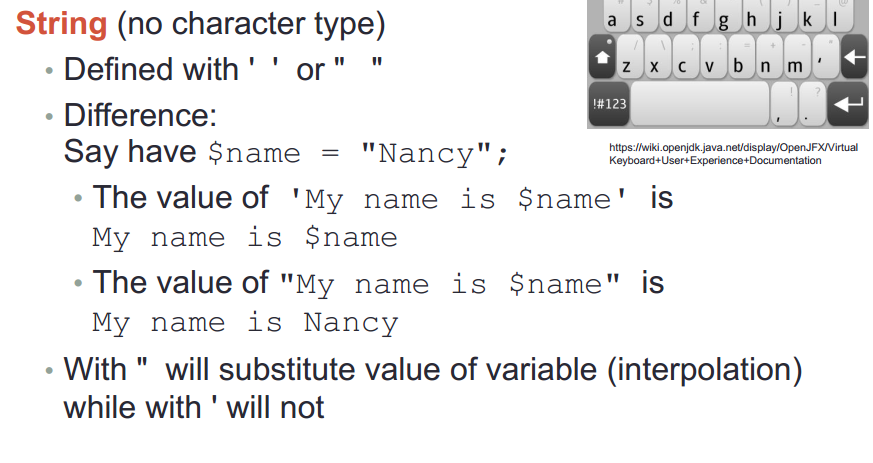 String (no character type)
• Defined with ' ' or " "
• Difference:
Say have $name = "Nancy";
• The value of 'My name is $name' is
My name is $name
• The value of "My name is $name" is
My name is Nancy
• With " will substitute value of variable (interpolation)
while with ' will not
a s d f g h j k l
z x c v b n m '
!#123 , ! . ?
https://wiki.openjdk.java.net/display/OpenJFX/Virtual
Keyboard+User+Experience+Documentation